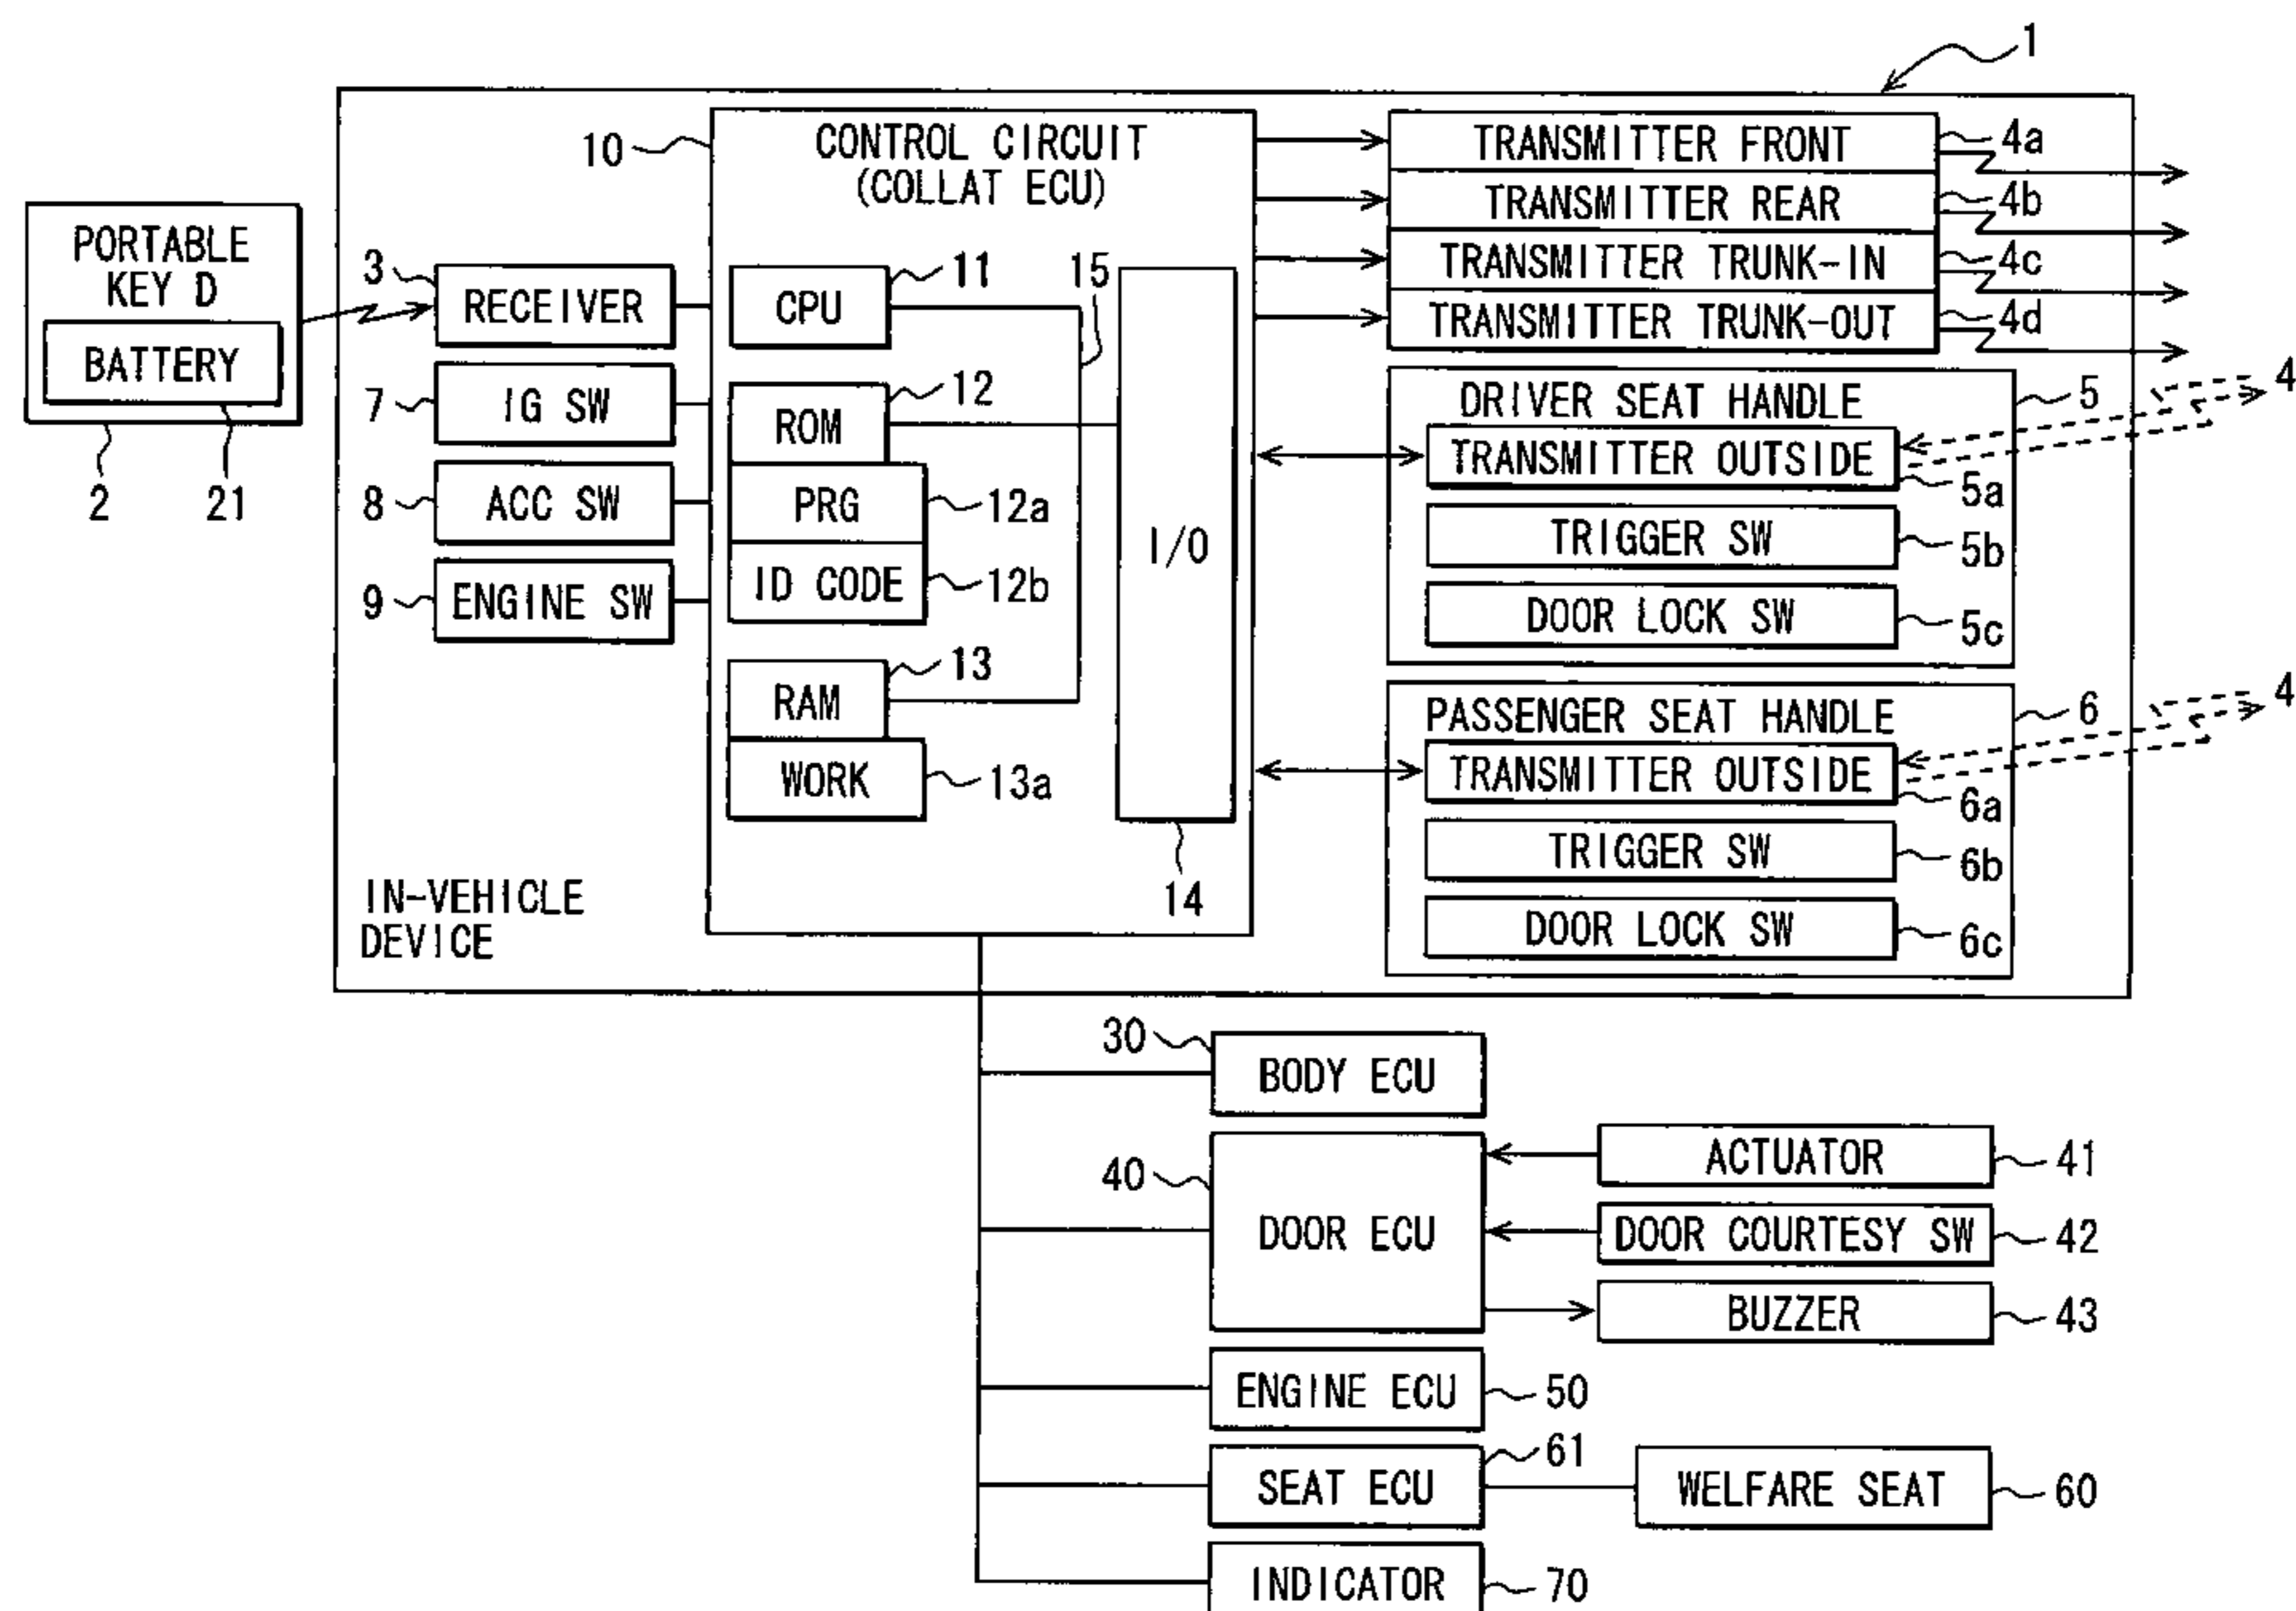 1
10
CONTROL CIRCUIT
(COLLAT ECU)
TRANSMITTER FRONT
4a
TRANSMITTER REAR
4b
TRANSMITTER TRUNK-IN
4c
TRANSMITTER TRUNK-OUT
4d
PORTABLE
KEY D
BATTERY
2
21
3
RECEIVER
7
IG SW
8
ACC SW
9
ENGINE SW
CPU
11
15
ROM
12
PRG
12a
ID CODE
12b
RAM
13
WORK
13a
I/O
14
DRIVER SEAT HANDLE
5
4
TRANSMITTER OUTSIDE
5a
TRIGGER SW
5b
DOOR LOCK SW
5c
PASSENGER SEAT HANDLE
6
4
TRANSMITTER OUTSIDE
6a
TRIGGER SW
6b
DOOR LOCK SW
6c
IN-VEHICLE
DEVICE
30
BODY ECU
40
DOOR ECU
ACTUATOR
41
DOOR COURTESY SW
42
BUZZER
43
ENGINE ECU
50
SEAT ECU
61
WELFARE SEAT
60
INDICATOR
70